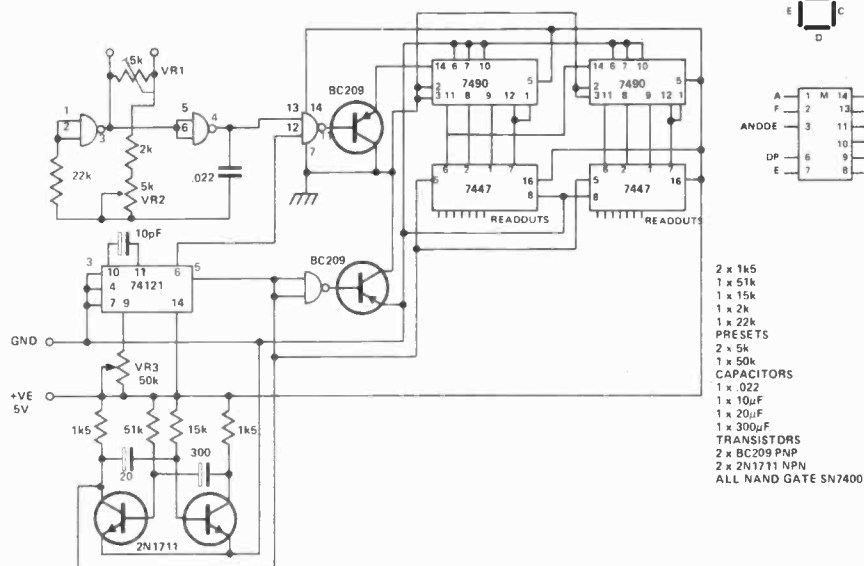 E
C
D
5k
VR1
1
2
3
5
6
4
22k
2k
5k
VR2
.022
13
14
12
11
7
BC209
14
6
7
10
7490
5
2
3
11
8
9
12
1
14
6
7
10
7490
5
2
3
11
8
9
12
1
6
2
1
7
5
7447
16
8
READOUTS
6
2
1
7
5
7447
16
8
READOUTS
A
F
ANODE
DP
E
1 M 14
2 13
3 11
10
6 9
7 8
10pF
3
10
11
6
5
4
74121
7
9
14
BC209
GND
VR3
50k
+VE
5V
1k5
51k
15k
1k5
20
300
2N1711
2 x 1k5
1 x 51k
1 x 15k
1 x 2k
1 x 22k
PRESETS
2 x 5k
1 x 50k
CAPACITORS
1 x .022
1 x 10µF
1 x 20µF
1 x 300µF
TRANSISTORS
2 x BC209 PNP
2 x 2N1711 NPN
ALL NAND GATE SN7400